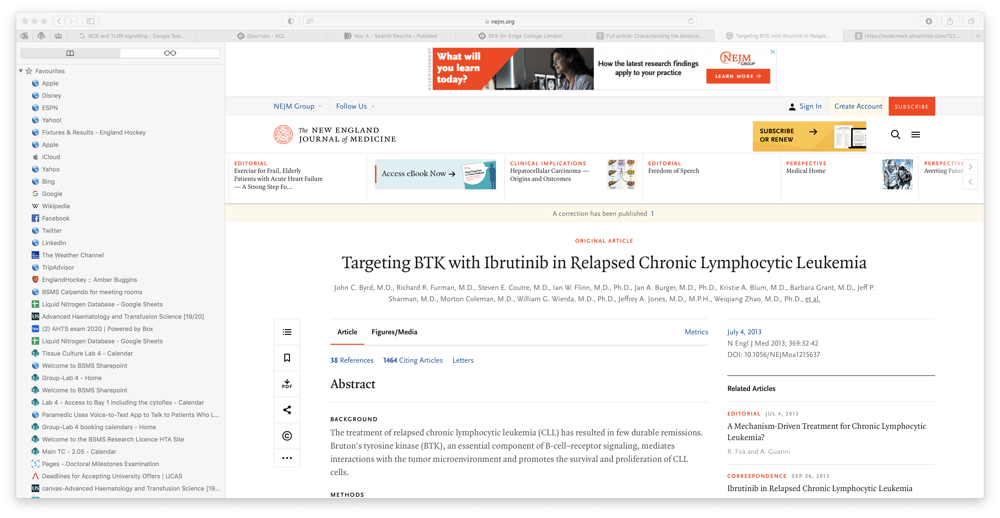 nejm.org
BCR and TLR9 signalling - Google Sea...
Ejournals - KCL
Noy A - Search Results - PubMed
SFX for Kings College London
Full article: Characterizing the kinetics...
Targeting BTK with Ibrutinib in Relaps...
https://watermark.silverchair.com/122...
Favourites
Apple
Disney
ESPN
Yahoo!
Fixtures & Results - England Hockey
Apple
iCloud
Yahoo
Bing
Google
Wikipedia
Facebook
Twitter
LinkedIn
The Weather Channel
TripAdvisor
EnglandHockey :: Amber Buggins
BSMS Calpendo for meeting rooms
Liquid Nitrogen Database - Google Sheets
Advanced Haematology and Transfusion Science [19/20]
(2) AHTS exam 2020 | Powered by Box
Liquid Nitrogen Database - Google Sheets
Tissue Culture Lab 4 - Calendar
Welcome to BSMS Sharepoint
Group-Lab 4 - Home
Welcome to BSMS Sharepoint
Lab 4 - Access to Bay 1 including the cytoflex - Calendar
Paramedic Uses Voice-to-Text App to Talk to Patients Who L...
Group-Lab 4 booking calendars - Home
Welcome to the BSMS Research Licence HTA Site
Main TC - 2.05 - Calendar
Pages - Doctoral Milestones Examination
Deadlines for Accepting University Offers | UCAS
canvas-Advanced Haematology and Transfusion Science [19...
ADVERTISEMENT
What will
you learn
today?
How the latest research findings
apply to your practice
NEJM
GROUP
LEARN MORE →
NEJM Group
Follow Us
Sign In
Create Account
SUBSCRIBE
The NEW ENGLAND
JOURNAL of MEDICINE
SUBSCRIBE →
OR RENEW
EDITORIAL
Exercise for Frail, Elderly
Patients with Acute Heart Failure
— A Strong Step Fo...
Access eBook Now →
Racial Disparities
in Clinical Medicine
CLINICAL IMPLICATIONS
Hepatocellular Carcinoma —
Origins and Outcomes
EDITORIAL
Freedom of Speech
PERSPECTIVE
Medical Home
PERSPECTIVE
Averting Futur
A correction has been published 1
ORIGINAL ARTICLE
Targeting BTK with Ibrutinib in Relapsed Chronic Lymphocytic Leukemia
John C. Byrd, M.D., Richard R. Furman, M.D., Steven E. Coutre, M.D., Ian W. Flinn, M.D., Ph.D., Jan A. Burger, M.D., Ph.D., Kristie A. Blum, M.D., Barbara Grant, M.D., Jeff P.
Sharman, M.D., Morton Coleman, M.D., William G. Wierda, M.D., Ph.D., Jeffrey A. Jones, M.D., M.P.H., Weiqiang Zhao, M.D., Ph.D., et al.
PDF
Article
Figures/Media
Metrics
38 References
1464 Citing Articles
Letters
Abstract
BACKGROUND
The treatment of relapsed chronic lymphocytic leukemia (CLL) has resulted in few durable remissions.
Bruton's tyrosine kinase (BTK), an essential component of B-cell–receptor signaling, mediates
interactions with the tumor microenvironment and promotes the survival and proliferation of CLL
cells.
METHODS
July 4, 2013
N Engl J Med 2013; 369:32-42
DOI: 10.1056/NEJMoa1215637
Related Articles
EDITORIAL JUL 4, 2013
A Mechanism-Driven Treatment for Chronic Lymphocytic
Leukemia?
R. Foà and A. Guarini
CORRESPONDENCE SEP 26, 2013
Ibrutinib in Relapsed Chronic Lymphocytic Leukemia